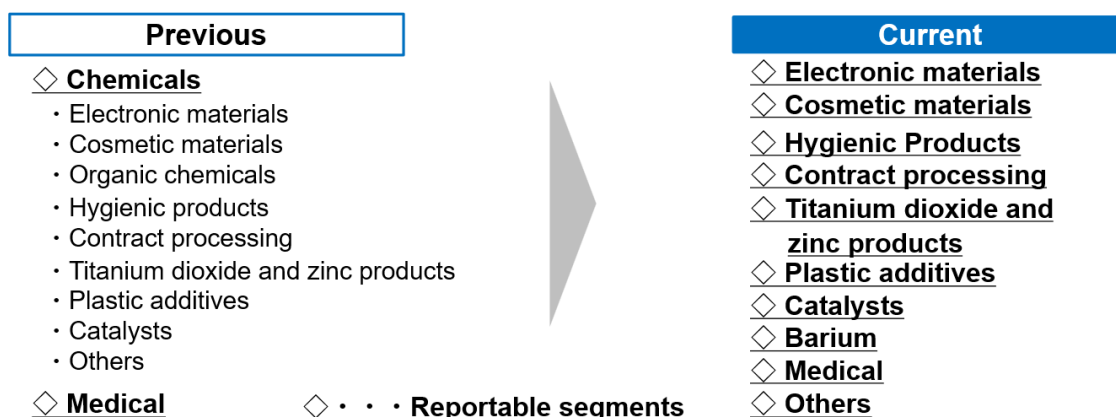 Previous
◇ Chemicals
・Electronic materials
・Cosmetic materials
・Organic chemicals
・Hygienic products
・Contract processing
・Titanium dioxide and zinc products
・Plastic additives
・Catalysts
・Others
◇ Medical
◇・・・Reportable segments
Current
◇ Electronic materials
◇ Cosmetic materials
◇ Hygienic Products
◇ Contract processing
◇ Titanium dioxide and
zinc products
◇ Plastic additives
◇ Catalysts
◇ Barium
◇ Medical
◇ Others